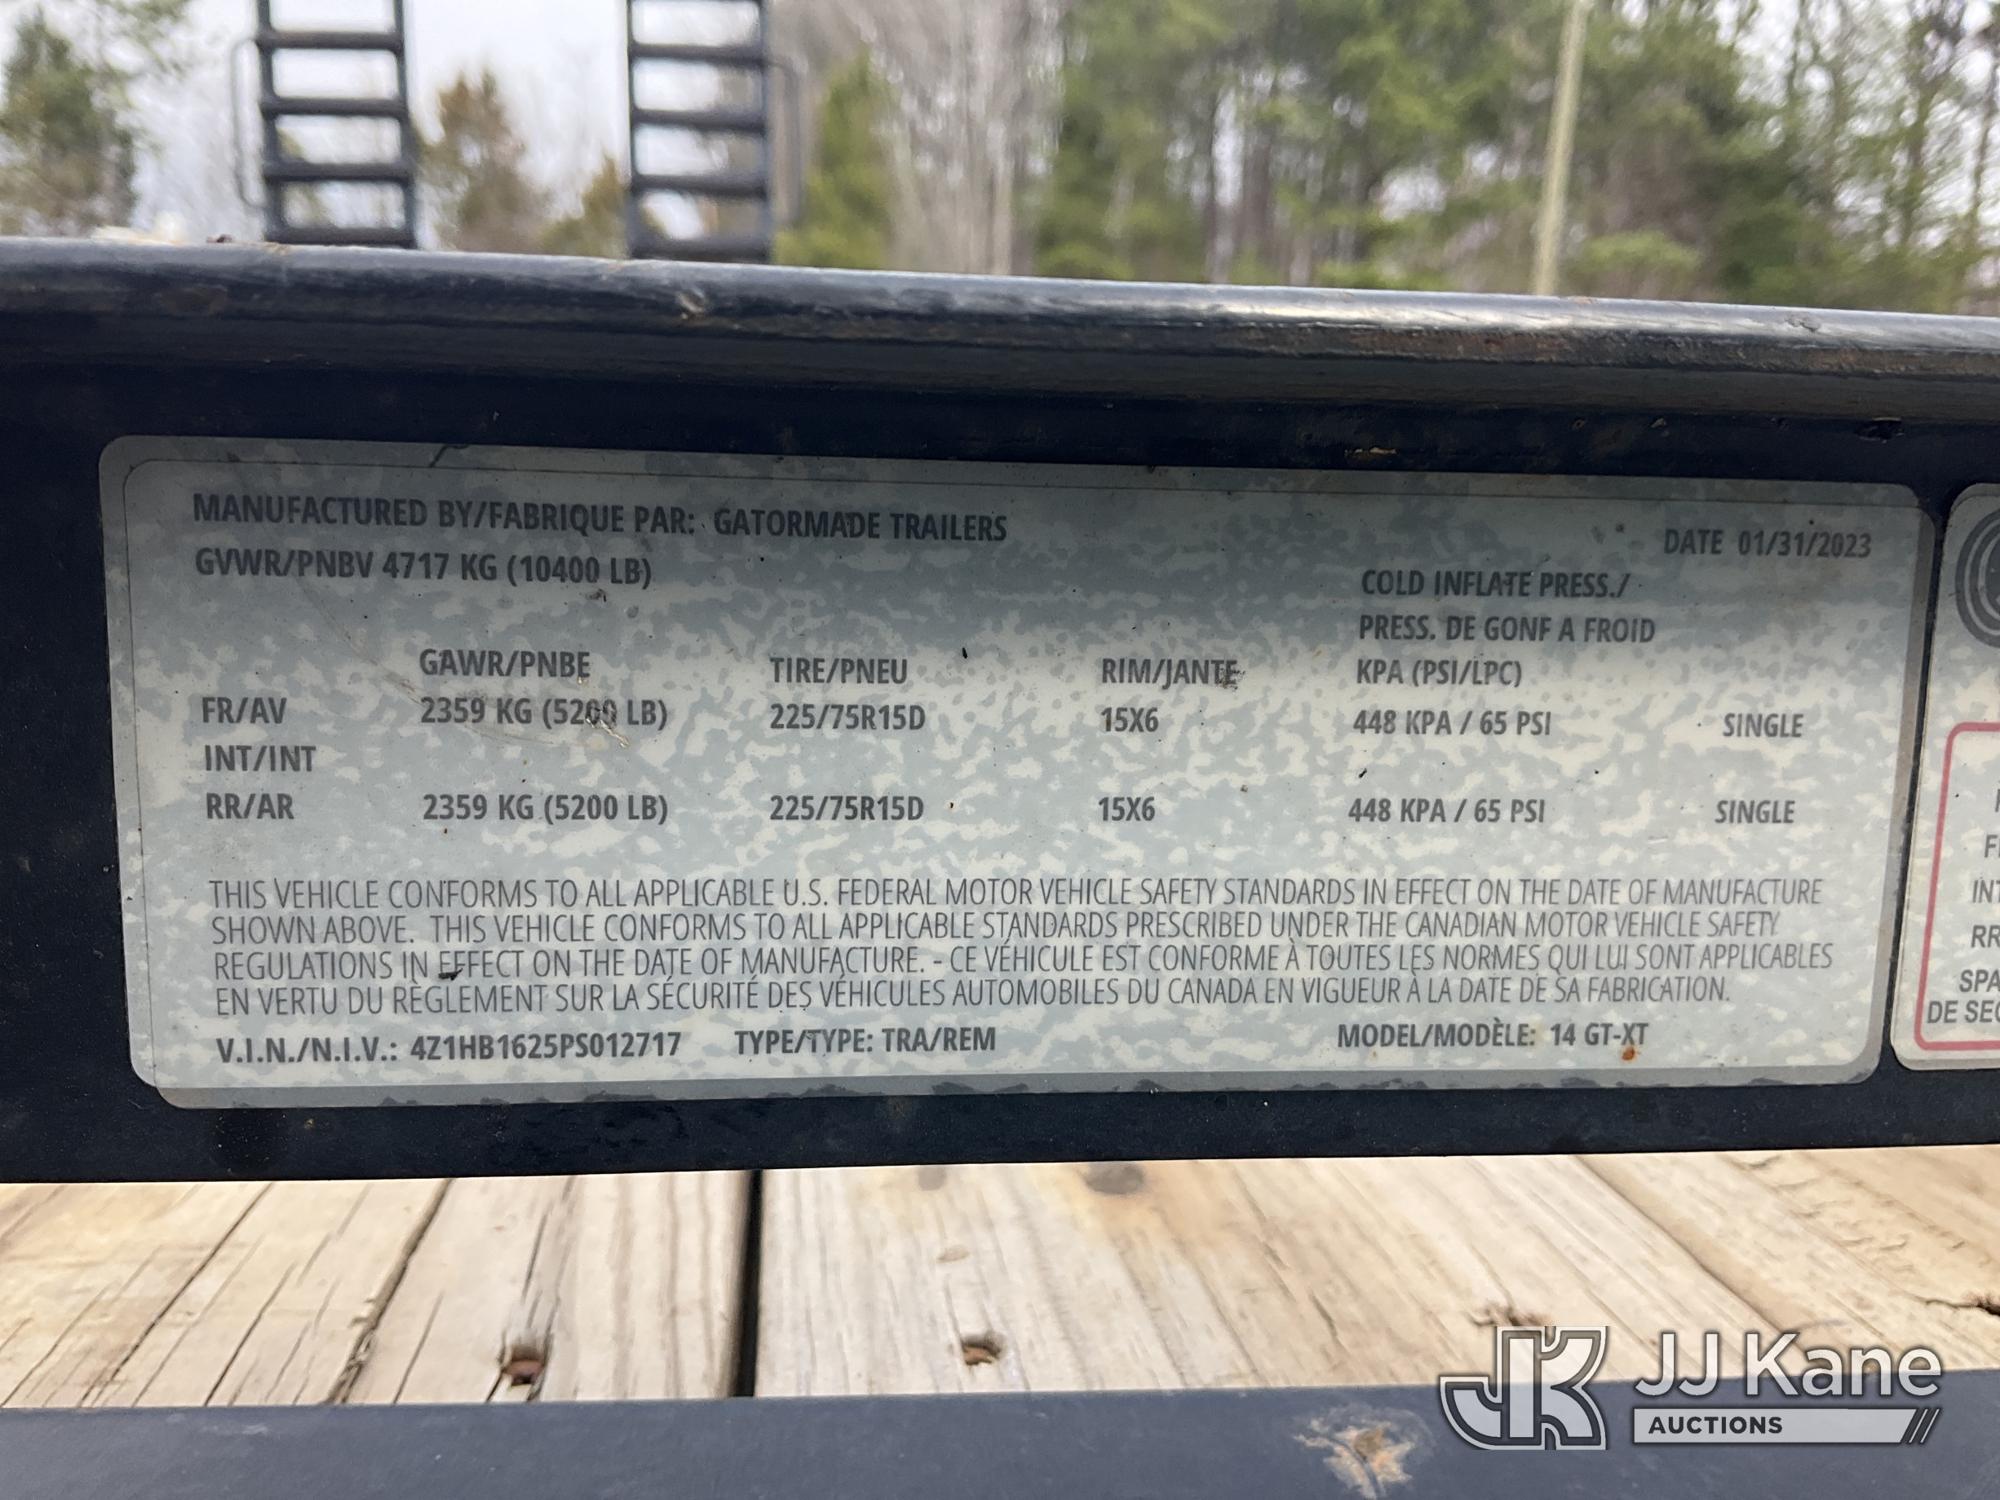 MANUFACTURED BY/FABRIQUE PAR: GATORMADE TRAILERS
DATE 01/31/2023
GVWR/PNBV 4717 KG (10400 LB)
COLD INFLATE PRESS./
PRESS. DE GONF A FROID
GAWR/PNBE TIRE/PNEU RIM/JANTE KPA (PSI/LPC)
FR/AV 2359 KG (5200 LB) 225/75R15D 15X6 448 KPA / 65 PSI SINGLE
INT/INT
RR/AR 2359 KG (5200 LB) 225/75R15D 15X6 448 KPA / 65 PSI SINGLE
THIS VEHICLE CONFORMS TO ALL APPLICABLE U.S. FEDERAL MOTOR VEHICLE SAFETY STANDARDS IN EFFECT ON THE DATE OF MANUFACTURE
SHOWN ABOVE. THIS VEHICLE CONFORMS TO ALL APPLICABLE STANDARDS PRESCRIBED UNDER THE CANADIAN MOTOR VEHICLE SAFETY
REGULATIONS IN EFFECT ON THE DATE OF MANUFACTURE. - CE VÉHICULE EST CONFORME À TOUTES LES NORMES QUI LUI SONT APPLICABLES
EN VERTU DU RÈGLEMENT SUR LA SÉCURITÉ DES VÉHICULES AUTOMOBILES DU CANADA EN VIGUEUR À LA DATE DE SA FABRICATION.
V.I.N./N.I.V.: 4Z1HB1625PS012717 TYPE/TYPE: TRA/REM MODEL/MODÈLE: 14 GT-XT
INT
RR
SPA
DE SEC
JK JJ Kane
AUCTIONS